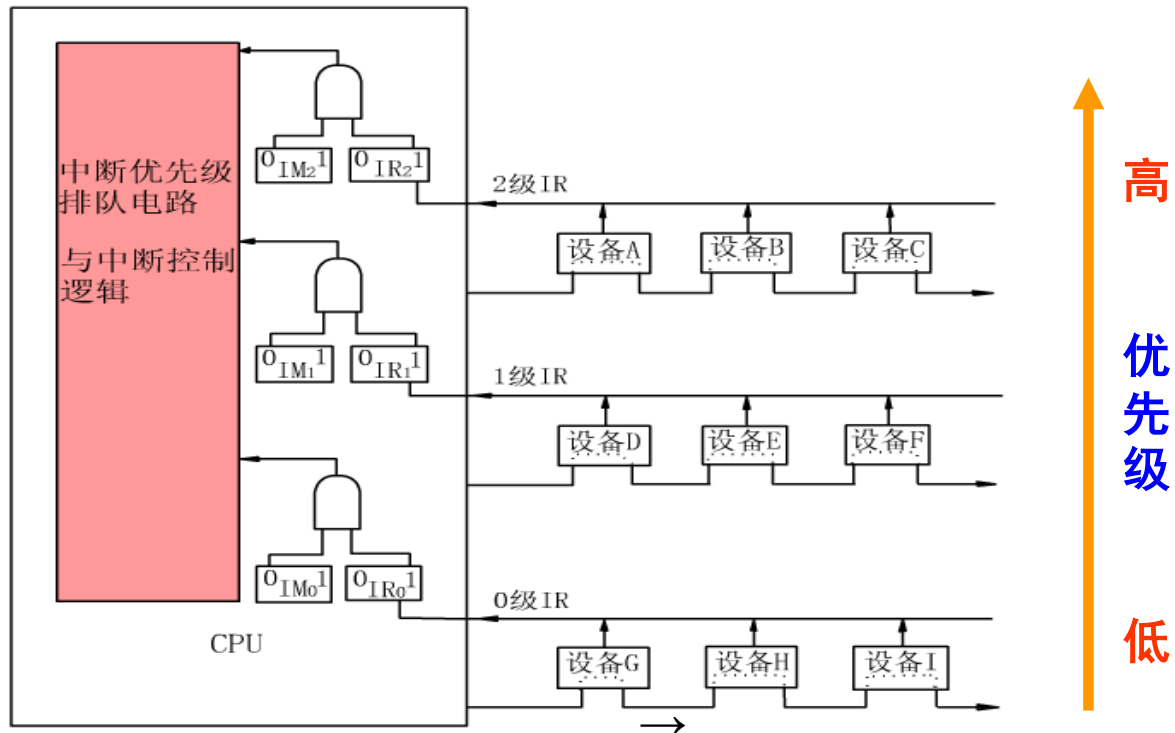 中断优先级
排队电路
与中断控制
逻辑
CPU
0 IM₂ 1
0 IR₂ 1
2级IR
设备A
设备B
设备C
0 IM₁ 1
0 IR₁ 1
1级IR
设备D
设备E
设备F
0 IM₀ 1
0 IR₀ 1
0级IR
设备G
设备H
设备I
→
高
优
先
级
低